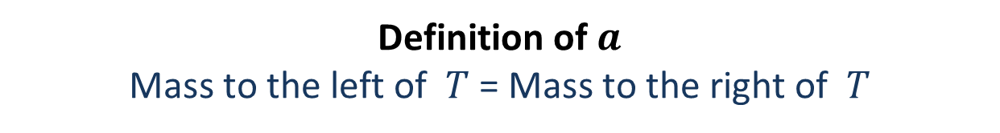 Definition of a
Mass to the left of T = Mass to the right of T